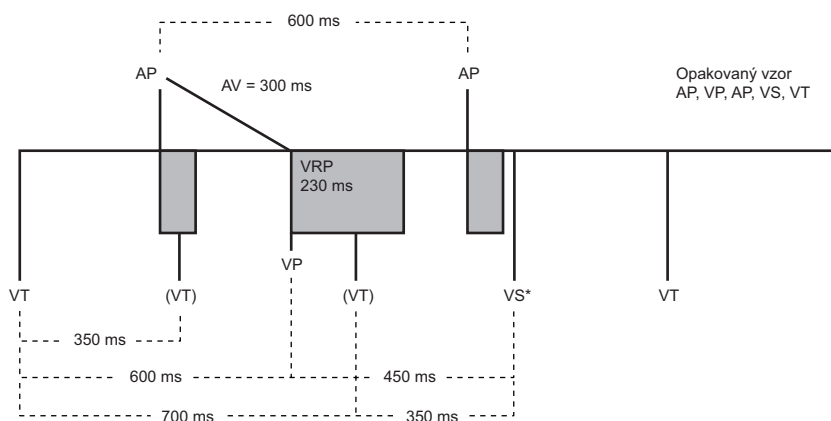 600 ms
AP
AP
AV = 300 ms
Opakovaný vzor
AP, VP, AP, VS, VT
VRP
230 ms
VP
VT
(VT)
(VT)
VS*
VT
350 ms
600 ms
450 ms
700 ms
350 ms